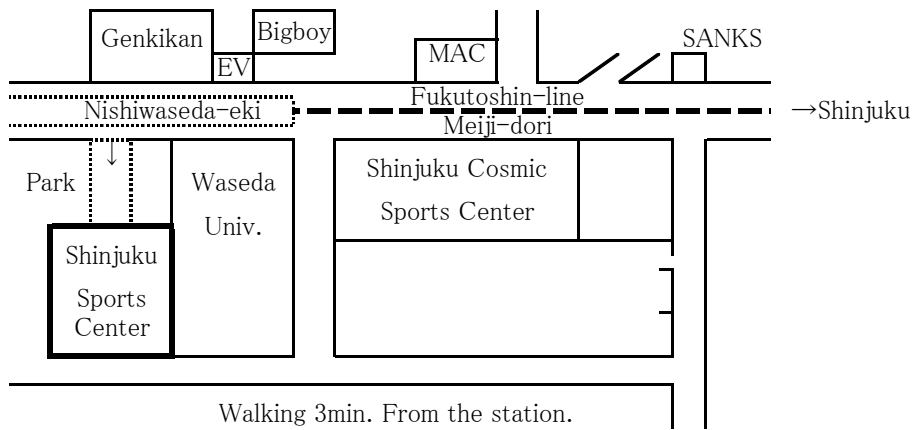 Genkikan
Bigboy
EV
MAC
SANKS
Fukutoshin-line
Nishiwaseda-eki
→Shinjuku
Meiji-dori
↓
Park
Waseda
Univ.
Shinjuku Cosmic
Sports Center
Shinjuku
Sports
Center
Walking 3min. From the station.